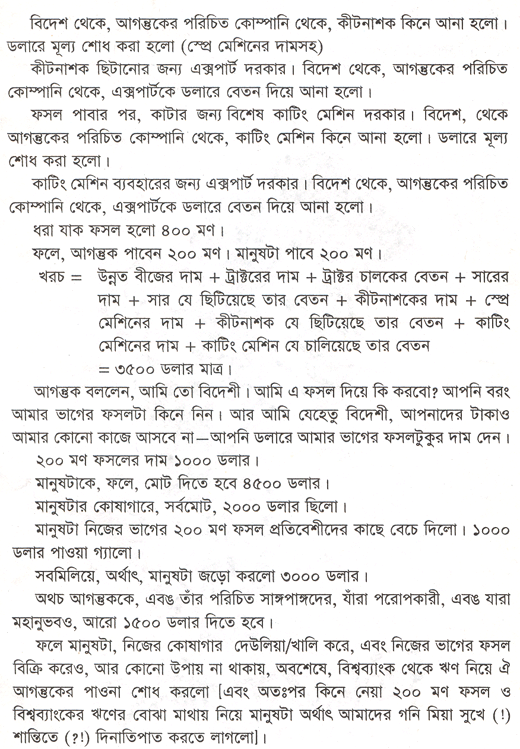 বিদেশ থেকে, আগন্তুকের পরিচিত কোম্পানি থেকে, কীটনাশক কিনে আনা হলো।
ডলারে মূল্য শোধ করা হলো (স্প্রে মেশিনের দামসহ)
কীটনাশক ছিটানোর জন্য এক্সপার্ট দরকার। বিদেশ থেকে, আগন্তুকের পরিচিত
কোম্পানি থেকে, এক্সপার্টকে ডলারে বেতন দিয়ে আনা হলো।
ফসল পাবার পর, কাটার জন্য বিশেষ কাটিং মেশিন দরকার। বিদেশ, থেকে
আগন্তুকের পরিচিত কোম্পানি থেকে, কাটিং মেশিন কিনে আনা হলো। ডলারে মূল্য
শোধ করা হলো।
কাটিং মেশিন ব্যবহারের জন্য এক্সপার্ট দরকার। বিদেশ থেকে, আগন্তুকের পরিচিত
কোম্পানি থেকে, এক্সপার্টকে ডলারে বেতন দিয়ে আনা হলো।
ধরা যাক ফসল হলো ৪০০ মণ।
ফলে, আগন্তুক পাবেন ২০০ মণ। মানুষটা পাবে ২০০ মণ।
খরচ = উন্নত বীজের দাম + ট্রাক্টরের দাম + ট্রাক্টর চালকের বেতন + সারের
দাম + সার যে ছিটিয়েছে তার বেতন + কীটনাশকের দাম + স্প্রে
মেশিনের দাম + কীটনাশক যে ছিটিয়েছে তার বেতন + কাটিং
মেশিনের দাম + কাটিং মেশিন যে চালিয়েছে তার বেতন
= ৩৫০০ ডলার মাত্র।
আগন্তুক বললেন, আমি তো বিদেশী। আমি এ ফসল দিয়ে কি করবো? আপনি বরং
আমার ভাগের ফসলটা কিনে নিন। আর আমি যেহেতু বিদেশী, আপনাদের টাকাও
আমার কোনো কাজে আসবে না—আপনি ডলারে আমার ভাগের ফসলটুকুর দাম দেন।
২০০ মণ ফসলের দাম ১০০০ ডলার।
মানুষটাকে, ফলে, মোট দিতে হবে ৪৫০০ ডলার।
মানুষটার কোষাগারে, সর্বমোট, ২০০০ ডলার ছিলো।
মানুষটা নিজের ভাগের ২০০ মণ ফসল প্রতিবেশীদের কাছে বেচে দিলো। ১০০০
ডলার পাওয়া গ্যালো।
সবমিলিয়ে, অর্থাৎ, মানুষটা জড়ো করলো ৩০০০ ডলার।
অথচ আগন্তুককে, এবঙ তাঁর পরিচিত সাঙ্গপাঙ্গদের, যাঁরা পরোপকারী, এবঙ যারা
মহানুভবও, আরো ১৫০০ ডলার দিতে হবে।
ফলে মানুষটা, নিজের কোষাগার দেউলিয়া/খালি করে, এবং নিজের ভাগের ফসল
বিক্রি করেও, আর কোনো উপায় না থাকায়, অবশেষে, বিশ্বব্যাংক থেকে ঋণ নিয়ে ঐ
আগন্তুকের পাওনা শোধ করলো [এবং অতঃপর কিনে নেয়া ২০০ মণ ফসল ও
বিশ্বব্যাংকের ঋণের বোঝা মাথায় নিয়ে মানুষটা অর্থাৎ আমাদের গনি মিয়া সুখে (!)
শান্তিতে (?!) দিনাতিপাত করতে লাগলো]।